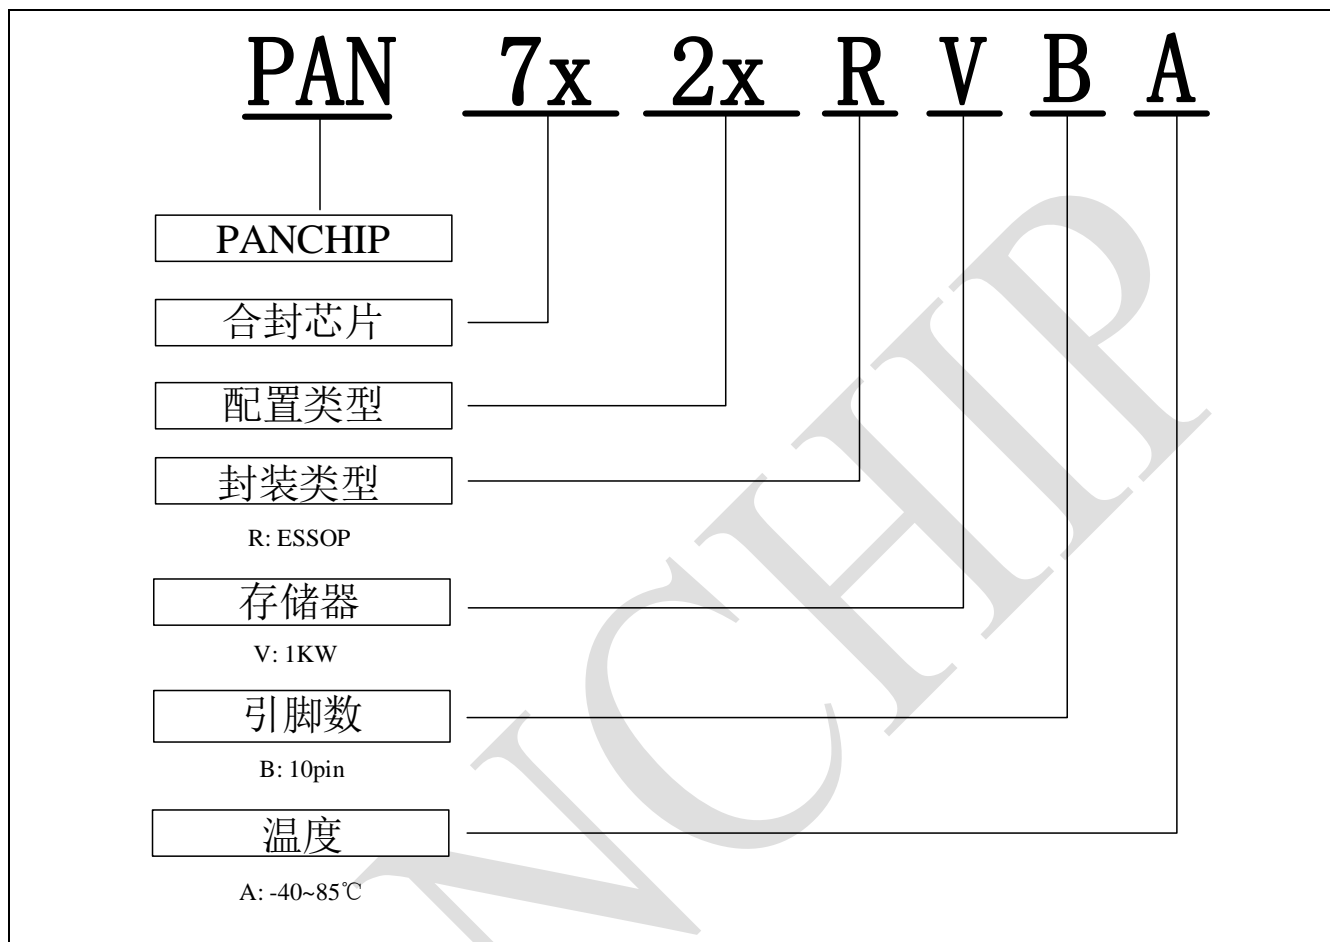 PAN 7x 2x R V B A
PANCHIP
合封芯片
配置类型
封装类型
R: ESSOP
存储器
V: 1KW
引脚数
B: 10pin
温度
A: -40~85℃
NCHIP